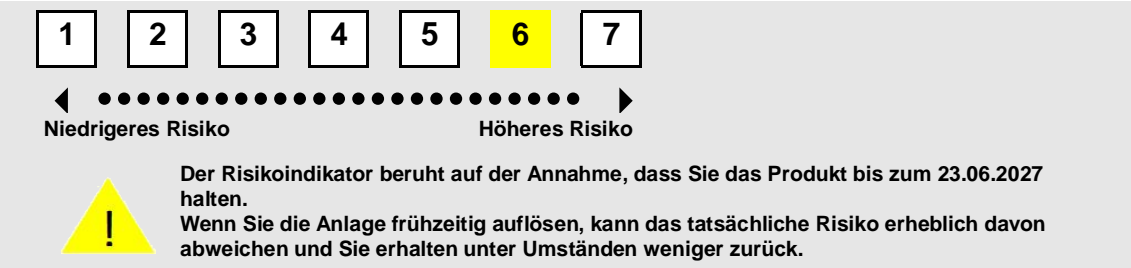 1 2 3 4 5 6 7
Niedrigeres Risiko Höheres Risiko
Der Risikoindikator beruht auf der Annahme, dass Sie das Produkt bis zum 23.06.2027
halten.
! Wenn Sie die Anlage frühzeitig auflösen, kann das tatsächliche Risiko erheblich davon
abweichen und Sie erhalten unter Umständen weniger zurück.